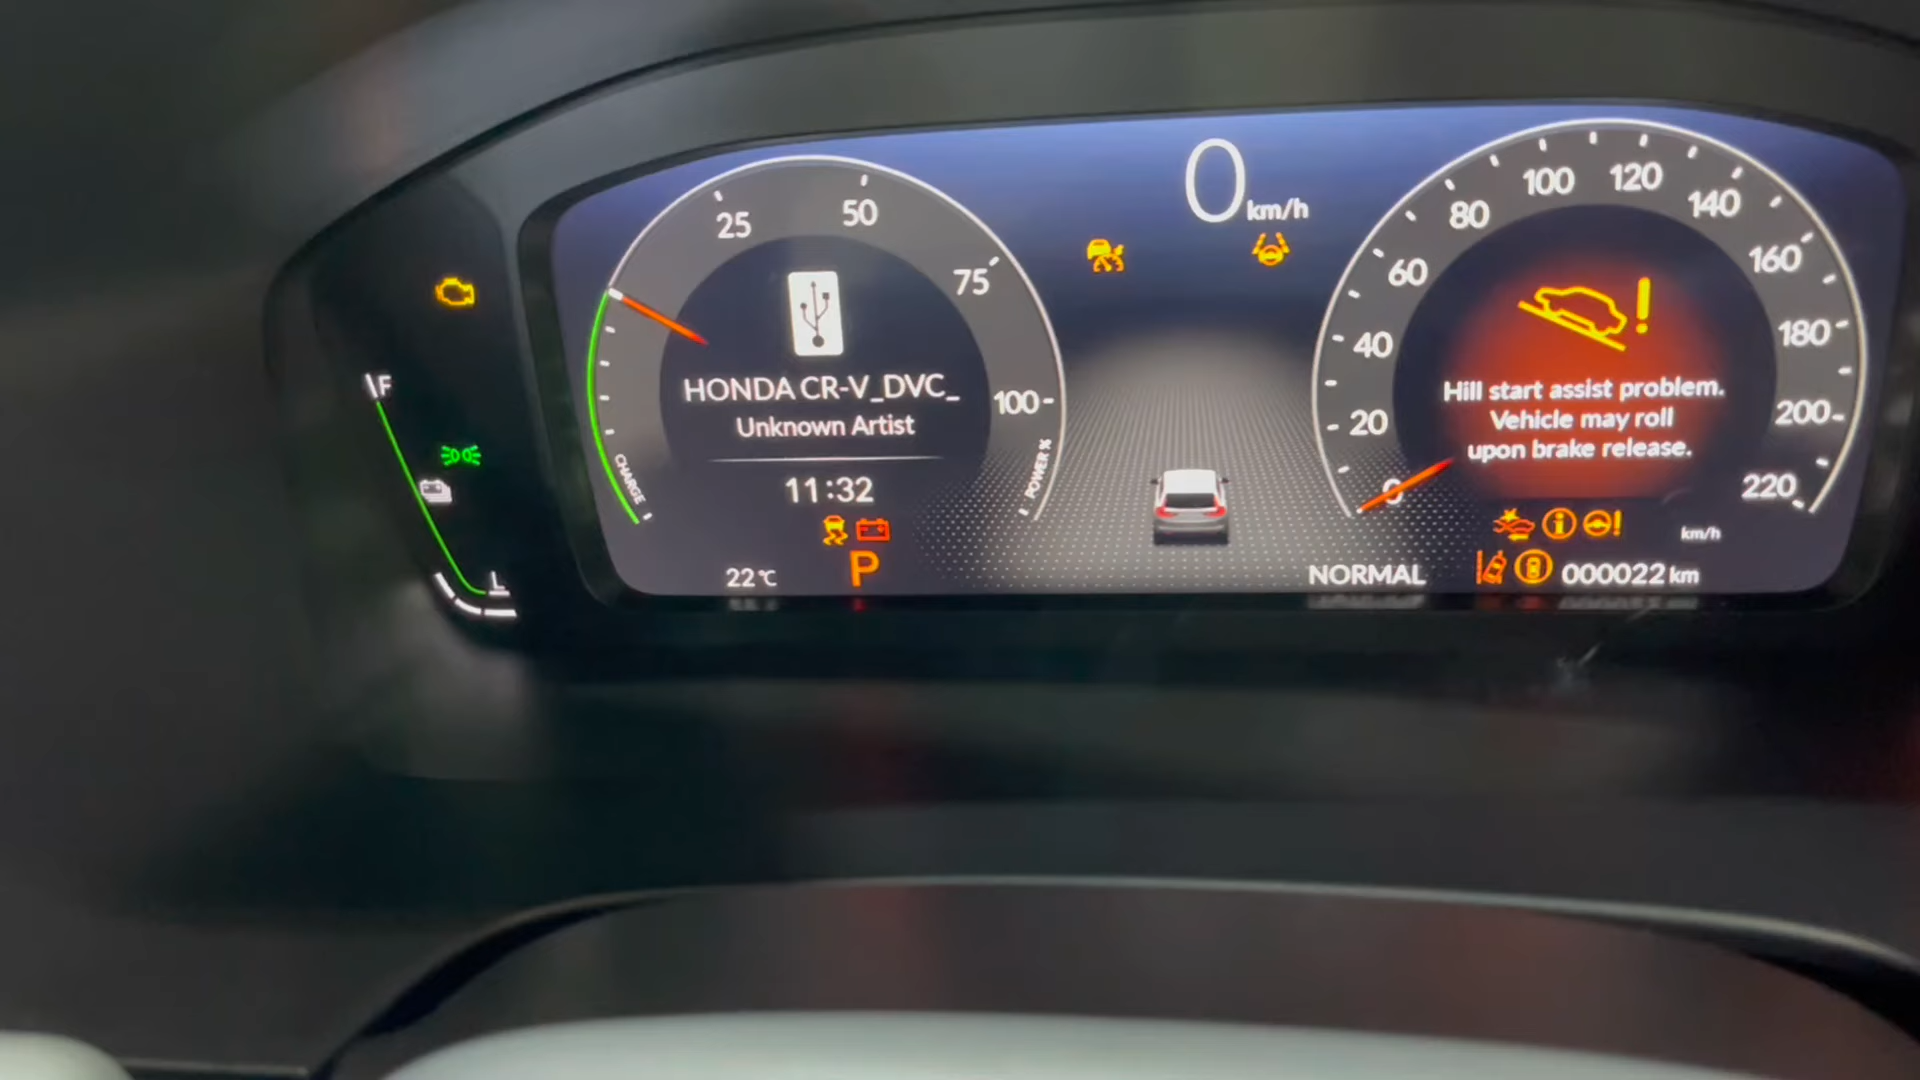 0 km/h
25
50
75
100
CHARGE
POWER %
HONDA CR-V_DVC_
Unknown Artist
11:32
22°C
P
F
L
0
20
40
60
80
100
120
140
160
180
200
220
Hill start assist problem.
Vehicle may roll
upon brake release.
km/h
NORMAL
000022 km